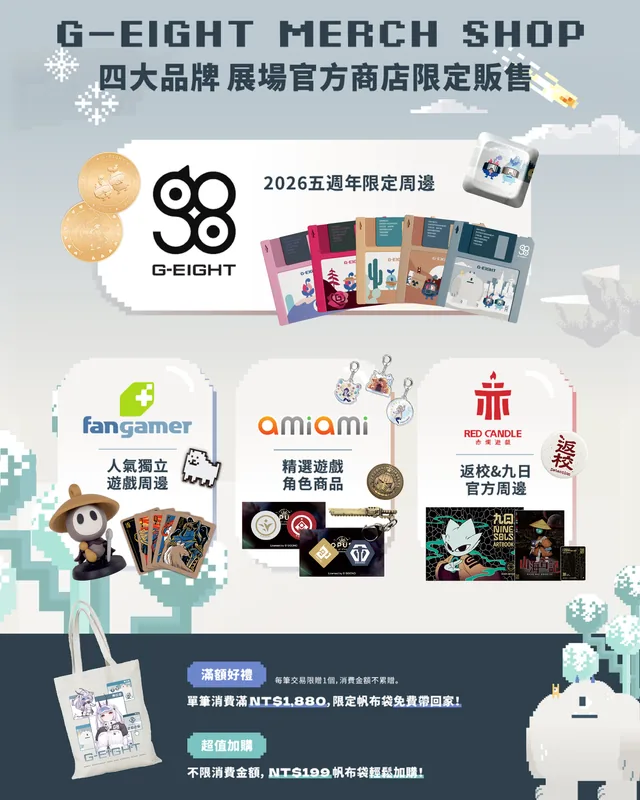 G-EIGHT MERCH SHOP
四大品牌 展場官方商店限定販售
2026五週年限定周邊
G-EIGHT
fangamer
人氣獨立
遊戲周邊
amiami
精選遊戲
角色商品
RED CANDLE
赤燭遊戲
返校&九日
官方周邊
返校
Detention
九日
NINE
SOLS
ARTBOOK
G-EIGHT
滿額好禮
每筆交易限贈1個,消費金額不累贈。
單筆消費滿NT$1,880,限定帆布袋免費帶回家!
超值加購
不限消費金額,NT$199帆布袋輕鬆加購!